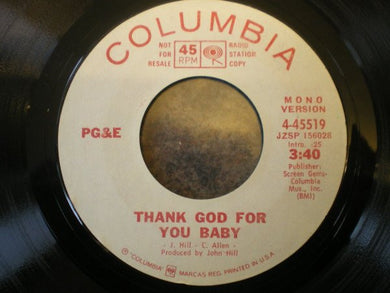 COLUMBIA
NOT FOR RESALE
45 RPM
RADIO STATION COPY
PG&E
MONO VERSION
4-45519
JZSP 156028
Intro. :25
3:40
Publisher:
Screen Gems-
Columbia
Mus., Inc.
(BMI)
THANK GOD FOR
YOU BABY
- J. Hill - C. Allen -
Produced by John Hill
® "COLUMBIA" MARCAS REG. PRINTED IN U.S.A.